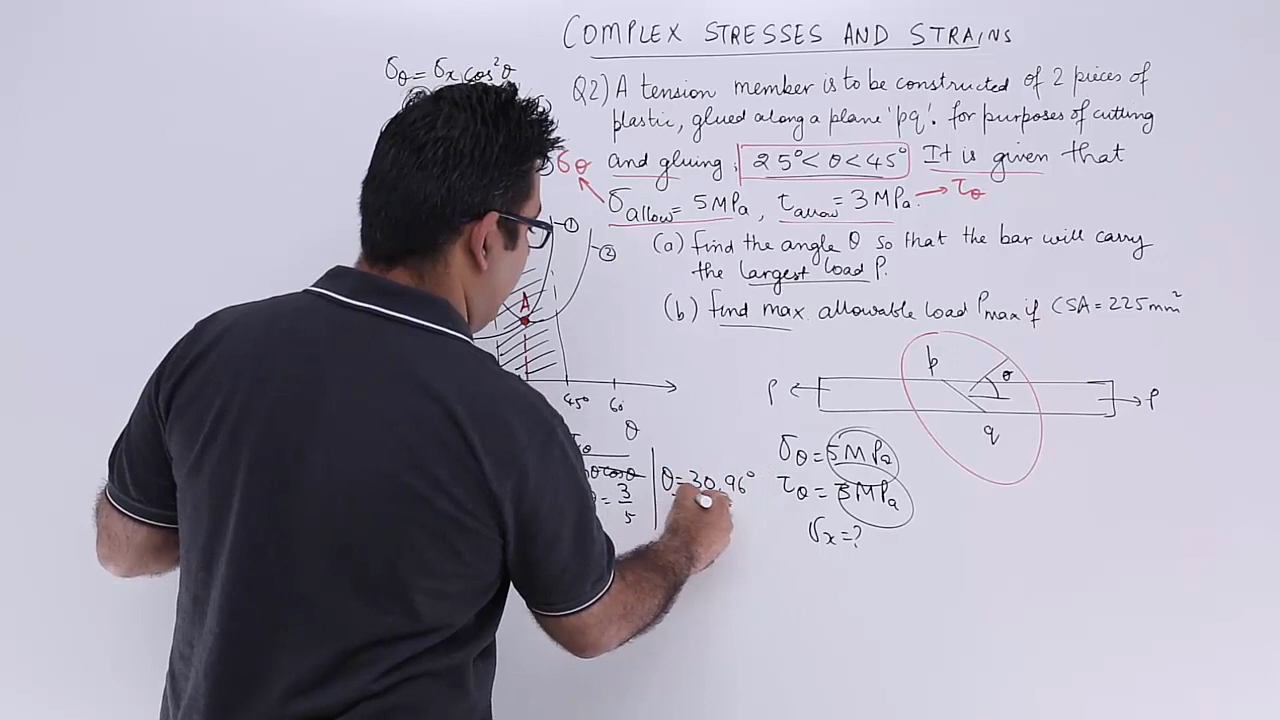 COMPLEX STRESSES AND STRAINS
σθ = σx cos²θ
Q2) A tension member is to be constructed of 2 pieces of
plastic, glued along a plane 'pq'. for purposes of cutting
and gluing, 25° < θ < 45° It is given that
σθ
σallow = 5 MPa, τallow = 3 MPa. → τθ
(a) find the angle θ so that the bar will carry
the largest load P.
(b) find max. allowable load Pmax if CSA = 225 mm²
①
②
A
45° 60
θ
p
θ
P
P
q
θ cosθ
θ = 3/5
θ = 30.96°
σθ = 5 MPa
τθ = 3 MPa
σx = ?